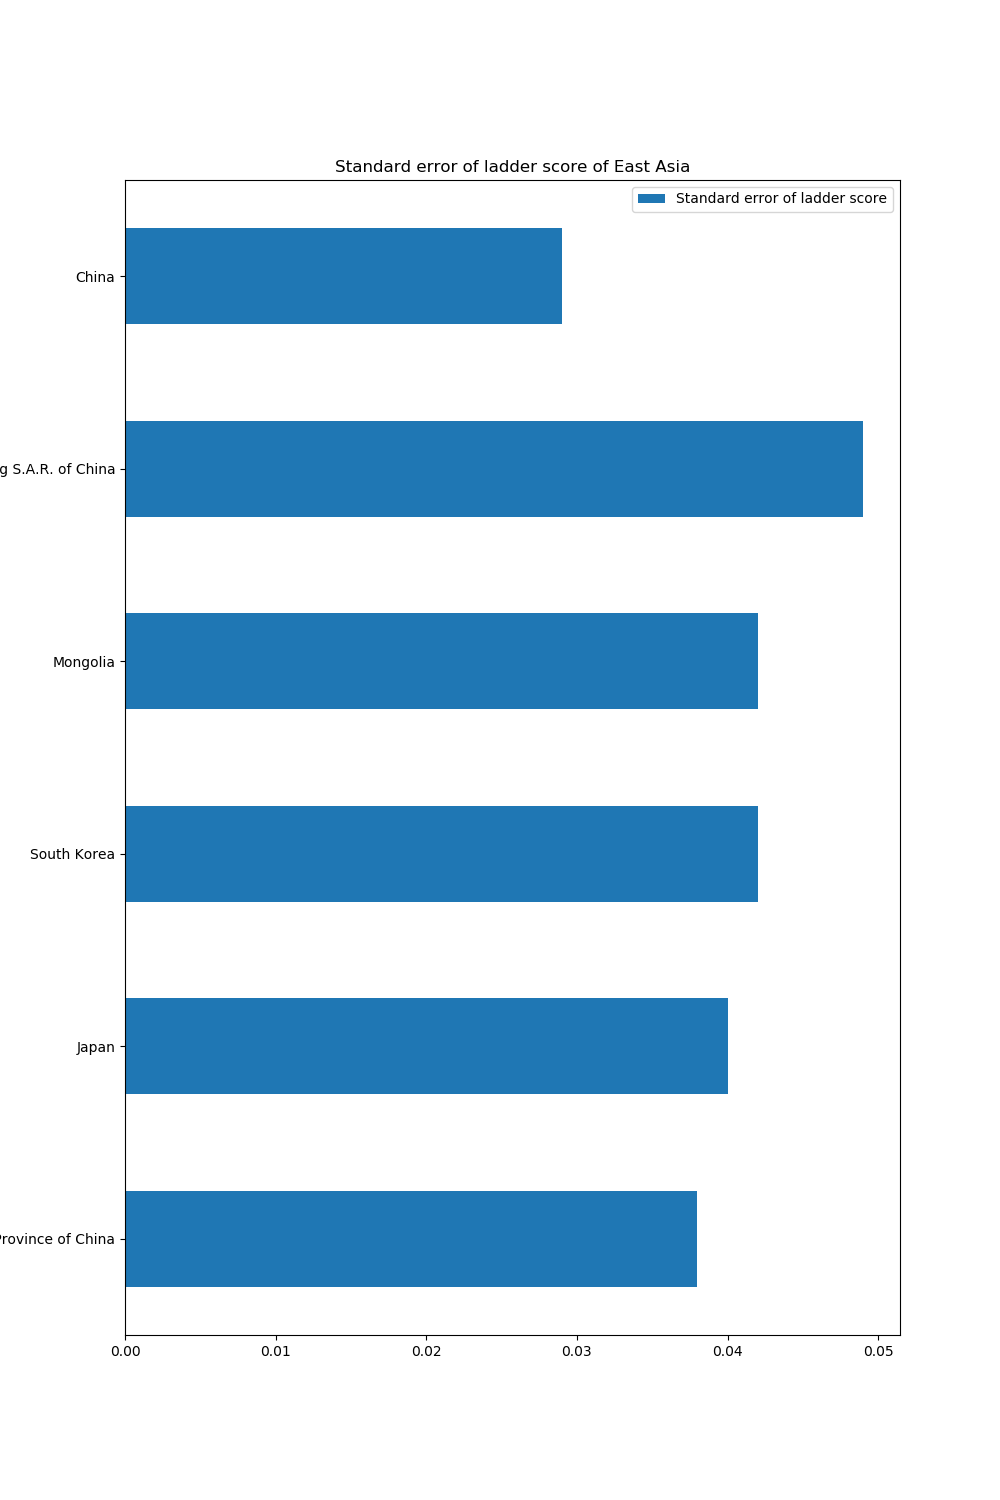 Standard error of ladder score of East Asia
Standard error of ladder score
China
g S.A.R. of China
Mongolia
South Korea
Japan
Province of China
0.00 0.01 0.02 0.03 0.04 0.05